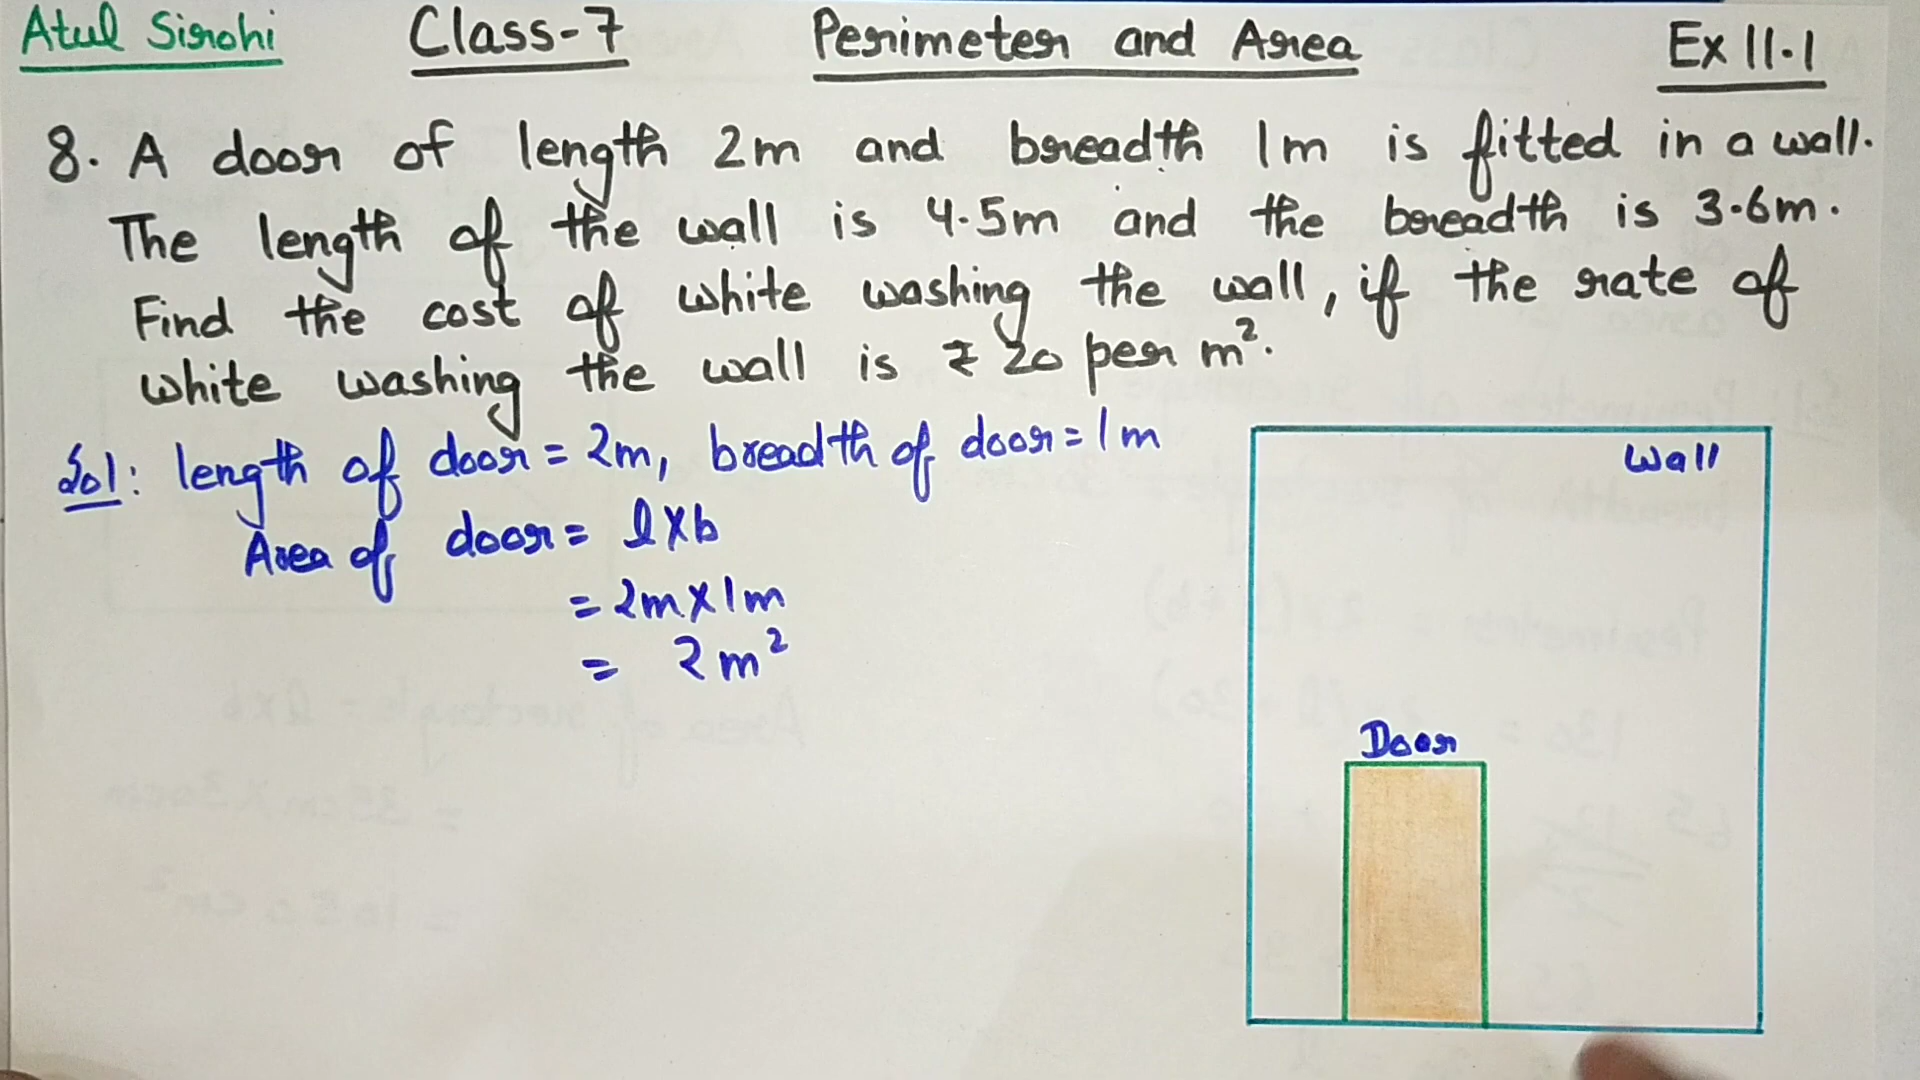 Atul Sirohi Class-7 Perimeter and Area Ex 11.1
8. A door of length 2m and breadth 1m is fitted in a wall.
The length of the wall is 4.5m and the breadth is 3.6m.
Find the cost of white washing the wall, if the rate of
white washing the wall is ₹ 20 per m².
Sol: length of door = 2m, breadth of door = 1m
Area of door = l×b
= 2m×1m
= 2m²
Wall
Door